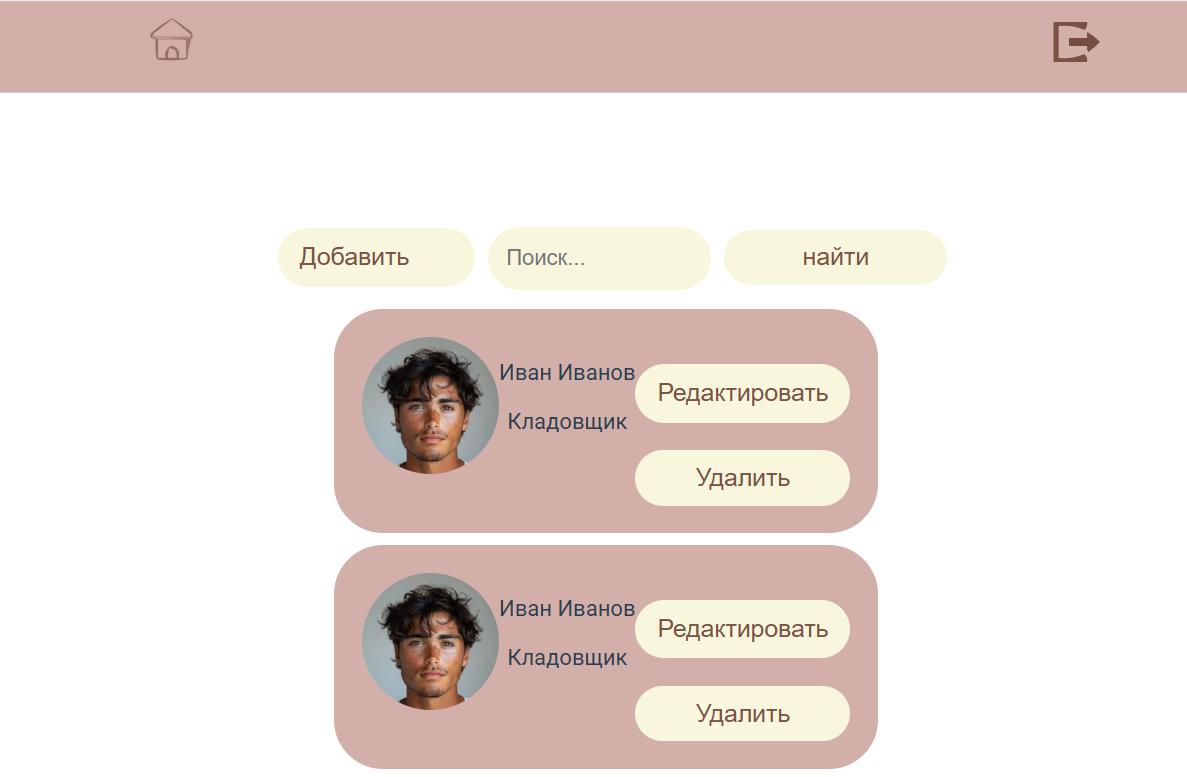 Добавить
Поиск...
найти
Иван Иванов
Кладовщик
Редактировать
Удалить
Иван Иванов
Кладовщик
Редактировать
Удалить